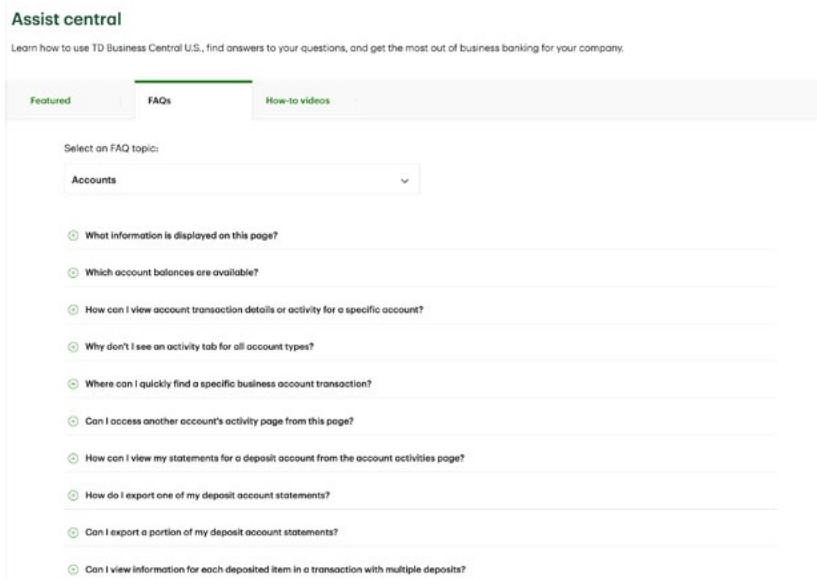 Assist central
Learn how to use TD Business Central U.S., find answers to your questions, and get the most out of business banking for your company.
Featured
FAQs
How-to videos
Select an FAQ topic:
Accounts
What information is displayed on this page?
Which account balances are available?
How can I view account transaction details or activity for a specific account?
Why don't I see an activity tab for all account types?
Where can I quickly find a specific business account transaction?
Can I access another account's activity page from this page?
How can I view my statements for a deposit account from the account activities page?
How do I export one of my deposit account statements?
Can I export a portion of my deposit account statements?
Can I view information for each deposited item in a transaction with multiple deposits?